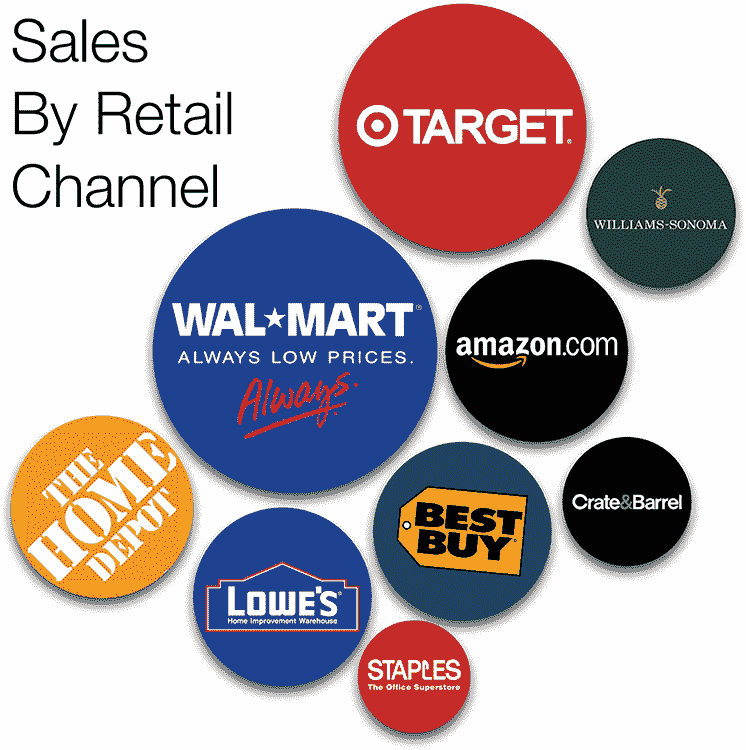 Sales
By Retail
Channel
TARGET®
WILLIAMS-SONOMA
WAL★MART®
ALWAYS LOW PRICES.
Always.
amazon.com
THE
HOME
DEPOT
BEST
BUY®
Crate&Barrel
LOWE'S®
Home Improvement Warehouse
STAPLES
The Office Superstore